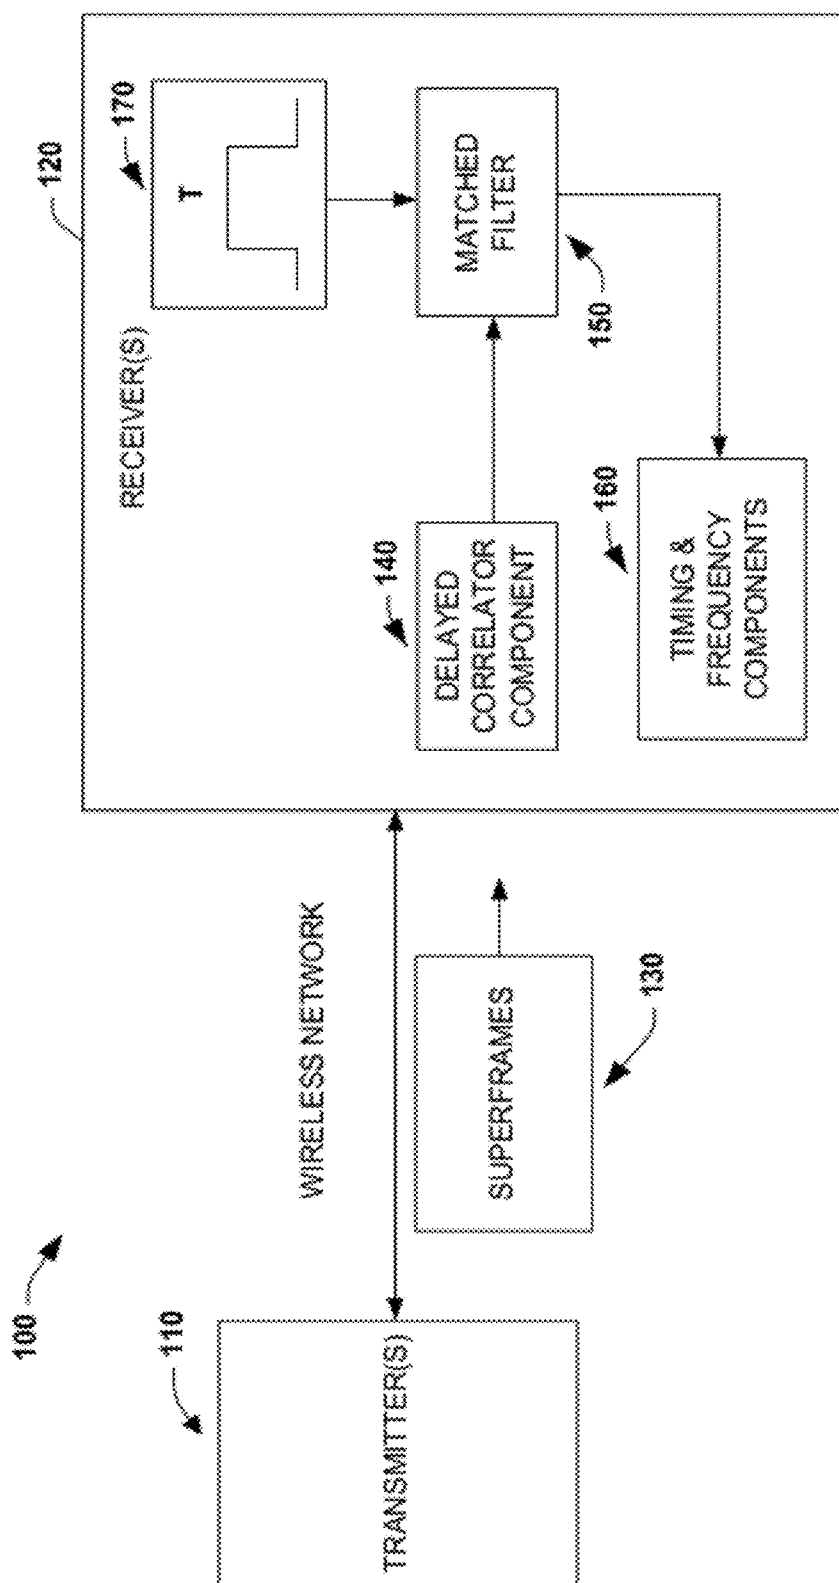 100
110
TRANSMITTER(S)
WIRELESS NETWORK
SUPERFRAMES
130
120
RECEIVER(S)
170
T
140
DELAYED
CORRELATOR
COMPONENT
MATCHED
FILTER
150
160
TIMING &
FREQUENCY
COMPONENTS